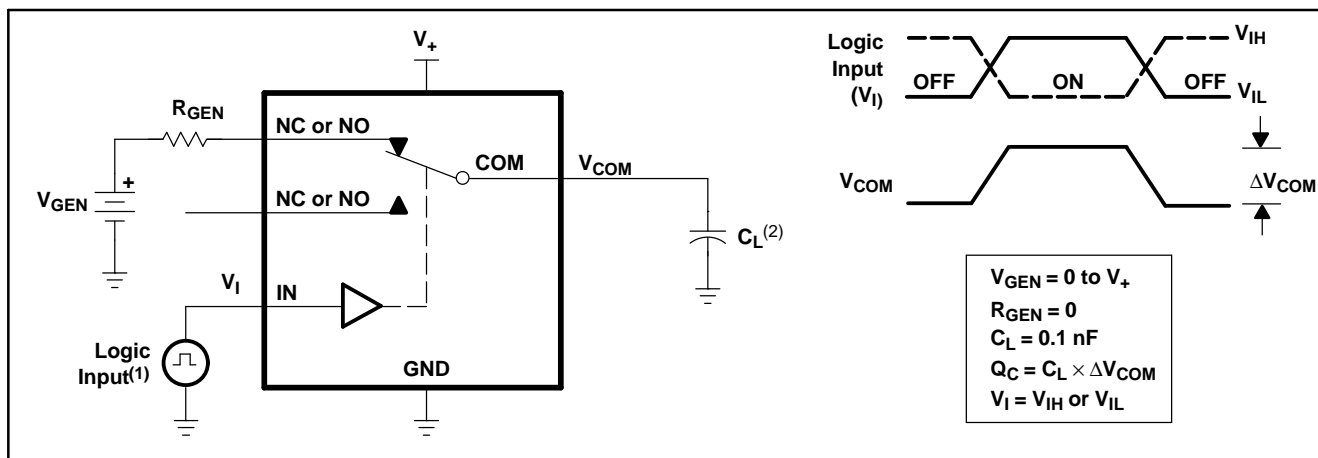 V+
RGEN
NC or NO
COM
VCOM
VGEN
+
NC or NO
CL(2)
VI
IN
Logic
Input(1)
GND
Logic
Input
(VI)
OFF
ON
OFF
VIH
VIL
VCOM
ΔVCOM
VGEN = 0 to V+
RGEN = 0
CL = 0.1 nF
QC = CL × ΔVCOM
VI = VIH or VIL